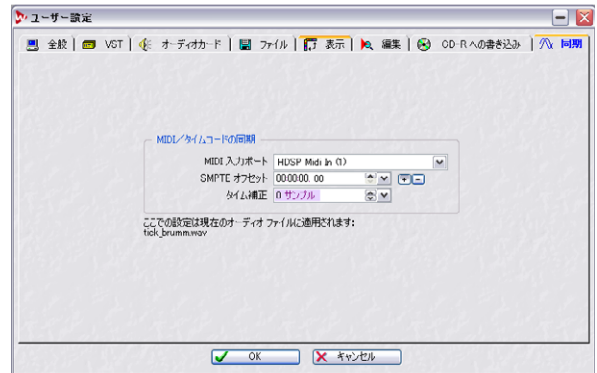 ユーザー設定
全般 VST オーディオカード ファイル 表示 編集 CD-Rへの書き込み 同期
MIDI/タイムコードの同期
MIDI 入力ポート HDSP Midi In (1)
SMPTE オフセット 00:00:00. 00
タイム補正 0 サンプル
ここでの設定は現在のオーディオ ファイルに適用されます:
tick_brumm.wav
OK キャンセル